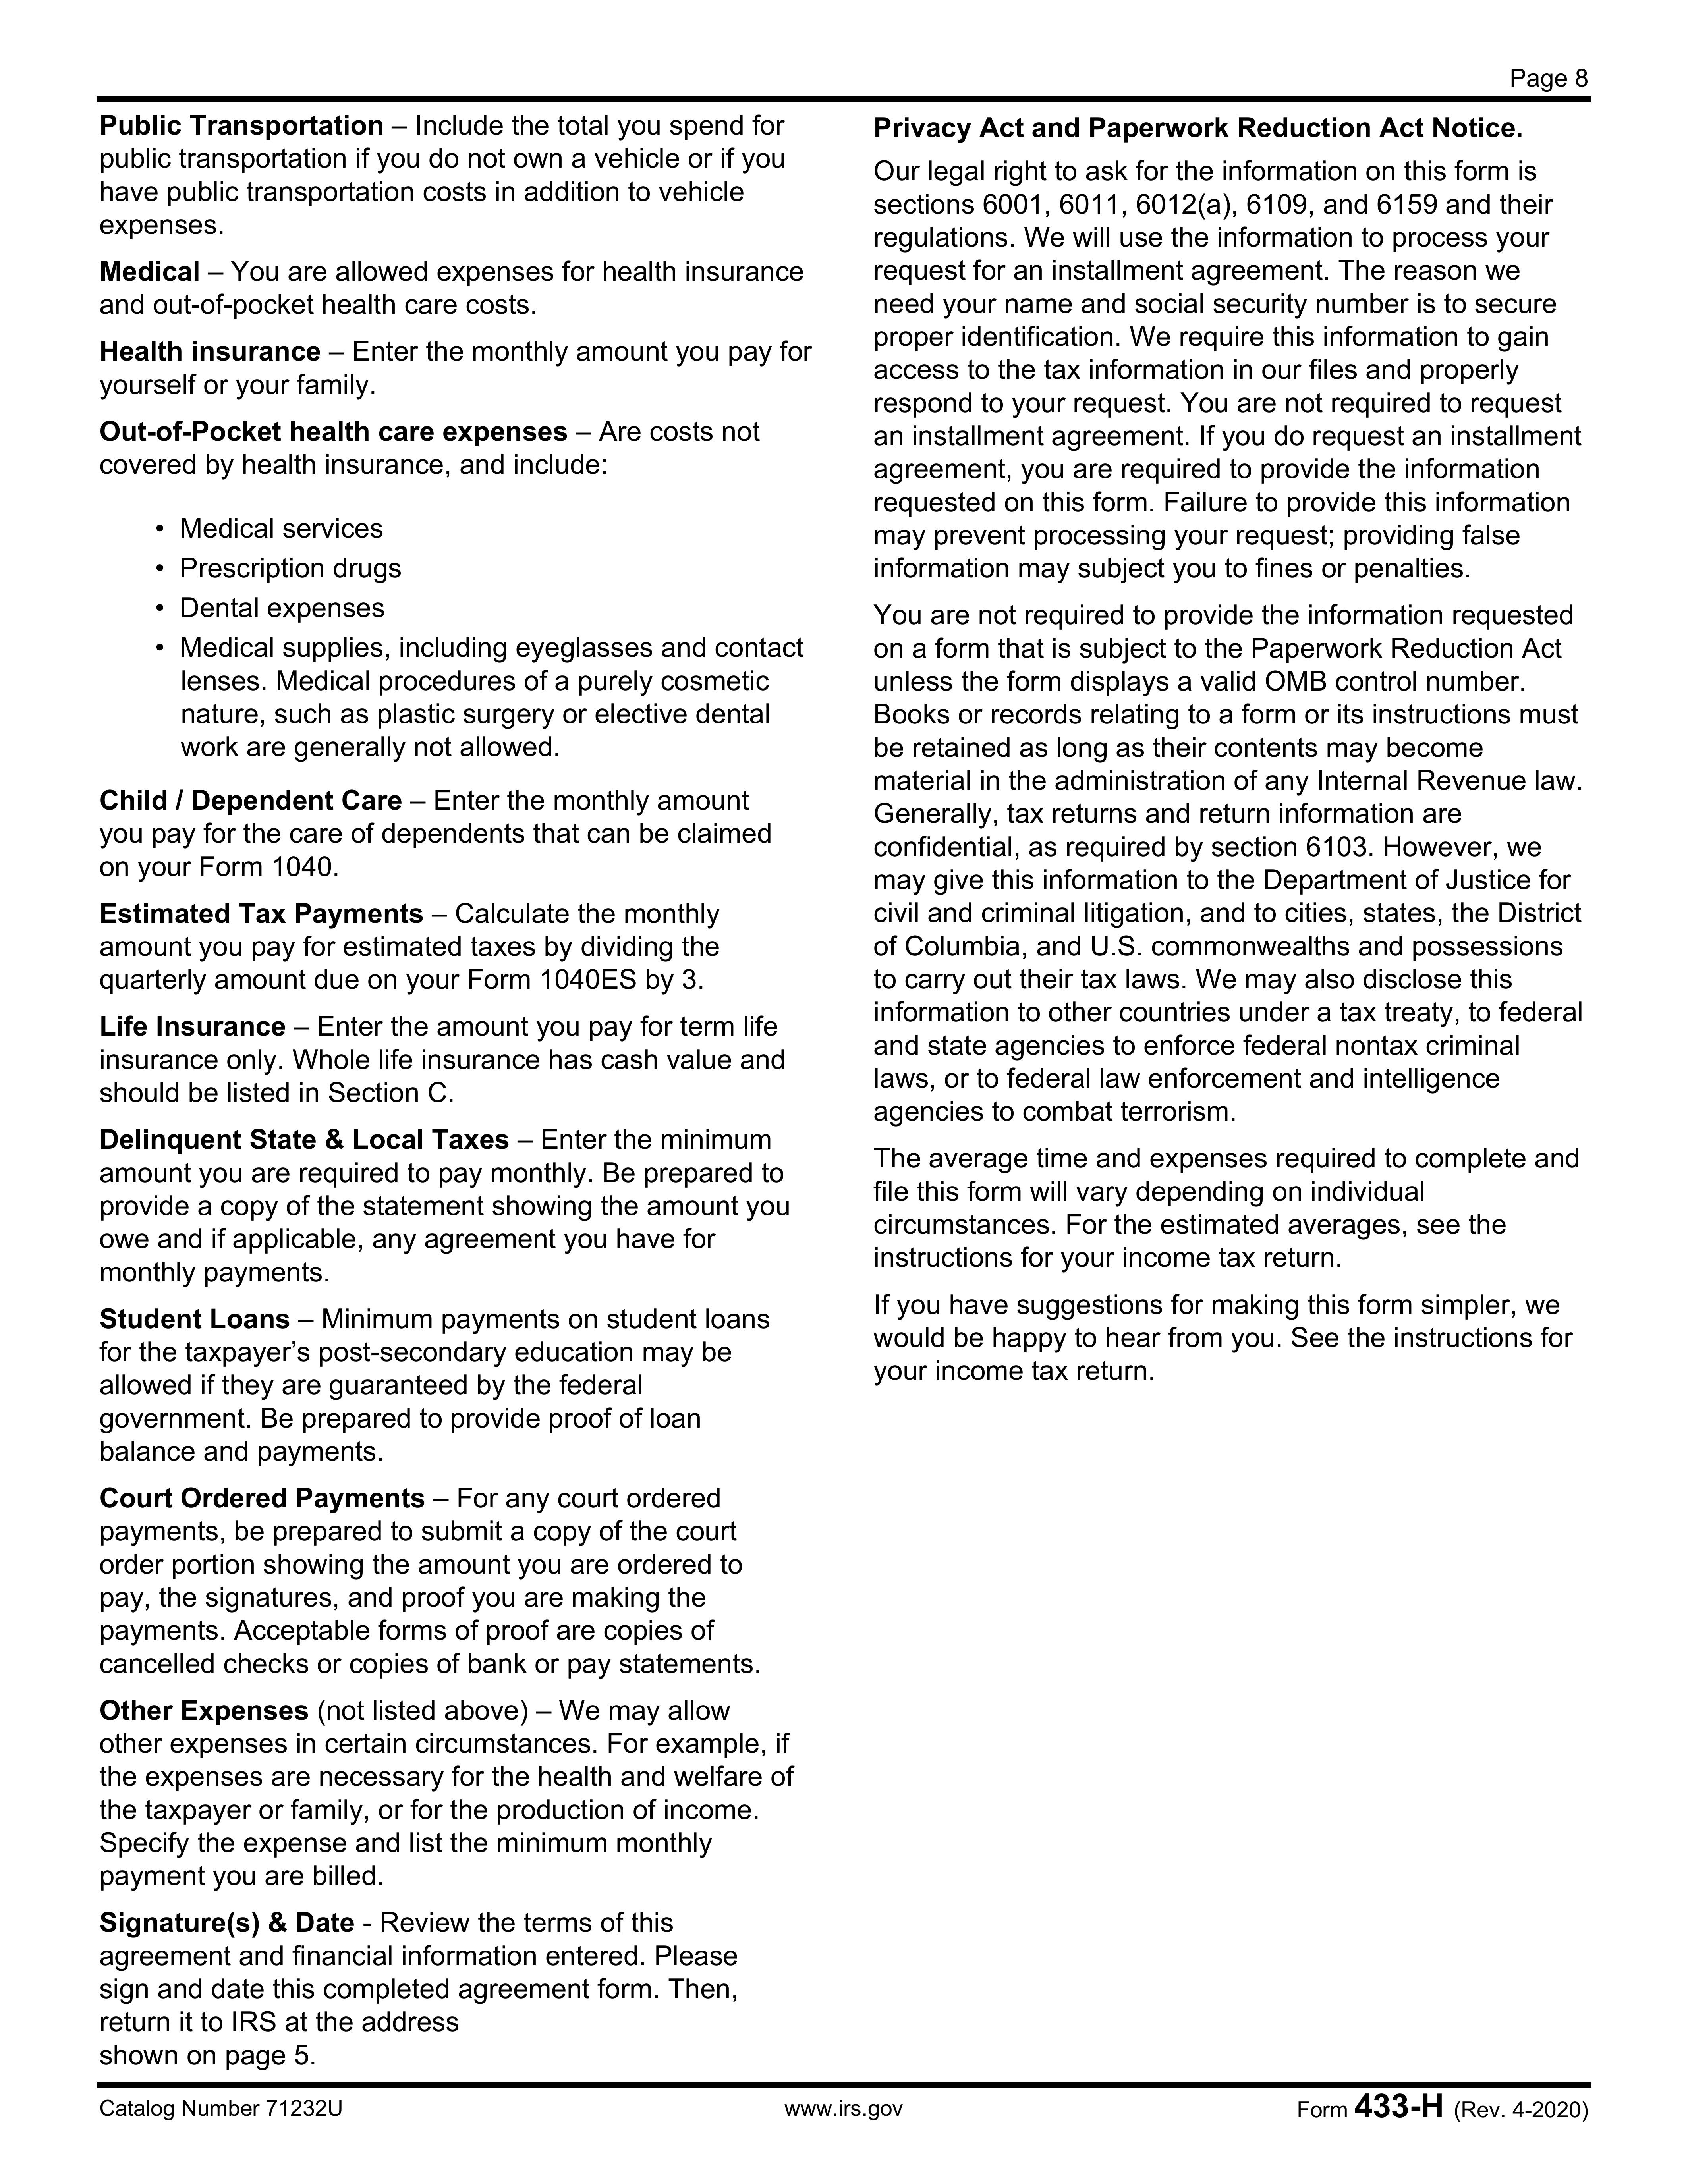 Page 8
Public Transportation – Include the total you spend for
public transportation if you do not own a vehicle or if you
have public transportation costs in addition to vehicle
expenses.
Medical – You are allowed expenses for health insurance
and out-of-pocket health care costs.
Health insurance – Enter the monthly amount you pay for
yourself or your family.
Out-of-Pocket health care expenses – Are costs not
covered by health insurance, and include:
• Medical services
• Prescription drugs
• Dental expenses
• Medical supplies, including eyeglasses and contact
lenses. Medical procedures of a purely cosmetic
nature, such as plastic surgery or elective dental
work are generally not allowed.
Child / Dependent Care – Enter the monthly amount
you pay for the care of dependents that can be claimed
on your Form 1040.
Estimated Tax Payments – Calculate the monthly
amount you pay for estimated taxes by dividing the
quarterly amount due on your Form 1040ES by 3.
Life Insurance – Enter the amount you pay for term life
insurance only. Whole life insurance has cash value and
should be listed in Section C.
Delinquent State & Local Taxes – Enter the minimum
amount you are required to pay monthly. Be prepared to
provide a copy of the statement showing the amount you
owe and if applicable, any agreement you have for
monthly payments.
Student Loans – Minimum payments on student loans
for the taxpayer’s post-secondary education may be
allowed if they are guaranteed by the federal
government. Be prepared to provide proof of loan
balance and payments.
Court Ordered Payments – For any court ordered
payments, be prepared to submit a copy of the court
order portion showing the amount you are ordered to
pay, the signatures, and proof you are making the
payments. Acceptable forms of proof are copies of
cancelled checks or copies of bank or pay statements.
Other Expenses (not listed above) – We may allow
other expenses in certain circumstances. For example, if
the expenses are necessary for the health and welfare of
the taxpayer or family, or for the production of income.
Specify the expense and list the minimum monthly
payment you are billed.
Signature(s) & Date - Review the terms of this
agreement and financial information entered. Please
sign and date this completed agreement form. Then,
return it to IRS at the address
shown on page 5.
Privacy Act and Paperwork Reduction Act Notice.
Our legal right to ask for the information on this form is
sections 6001, 6011, 6012(a), 6109, and 6159 and their
regulations. We will use the information to process your
request for an installment agreement. The reason we
need your name and social security number is to secure
proper identification. We require this information to gain
access to the tax information in our files and properly
respond to your request. You are not required to request
an installment agreement. If you do request an installment
agreement, you are required to provide the information
requested on this form. Failure to provide this information
may prevent processing your request; providing false
information may subject you to fines or penalties.
You are not required to provide the information requested
on a form that is subject to the Paperwork Reduction Act
unless the form displays a valid OMB control number.
Books or records relating to a form or its instructions must
be retained as long as their contents may become
material in the administration of any Internal Revenue law.
Generally, tax returns and return information are
confidential, as required by section 6103. However, we
may give this information to the Department of Justice for
civil and criminal litigation, and to cities, states, the District
of Columbia, and U.S. commonwealths and possessions
to carry out their tax laws. We may also disclose this
information to other countries under a tax treaty, to federal
and state agencies to enforce federal nontax criminal
laws, or to federal law enforcement and intelligence
agencies to combat terrorism.
The average time and expenses required to complete and
file this form will vary depending on individual
circumstances. For the estimated averages, see the
instructions for your income tax return.
If you have suggestions for making this form simpler, we
would be happy to hear from you. See the instructions for
your income tax return.
Catalog Number 71232U www.irs.gov Form 433-H (Rev. 4-2020)